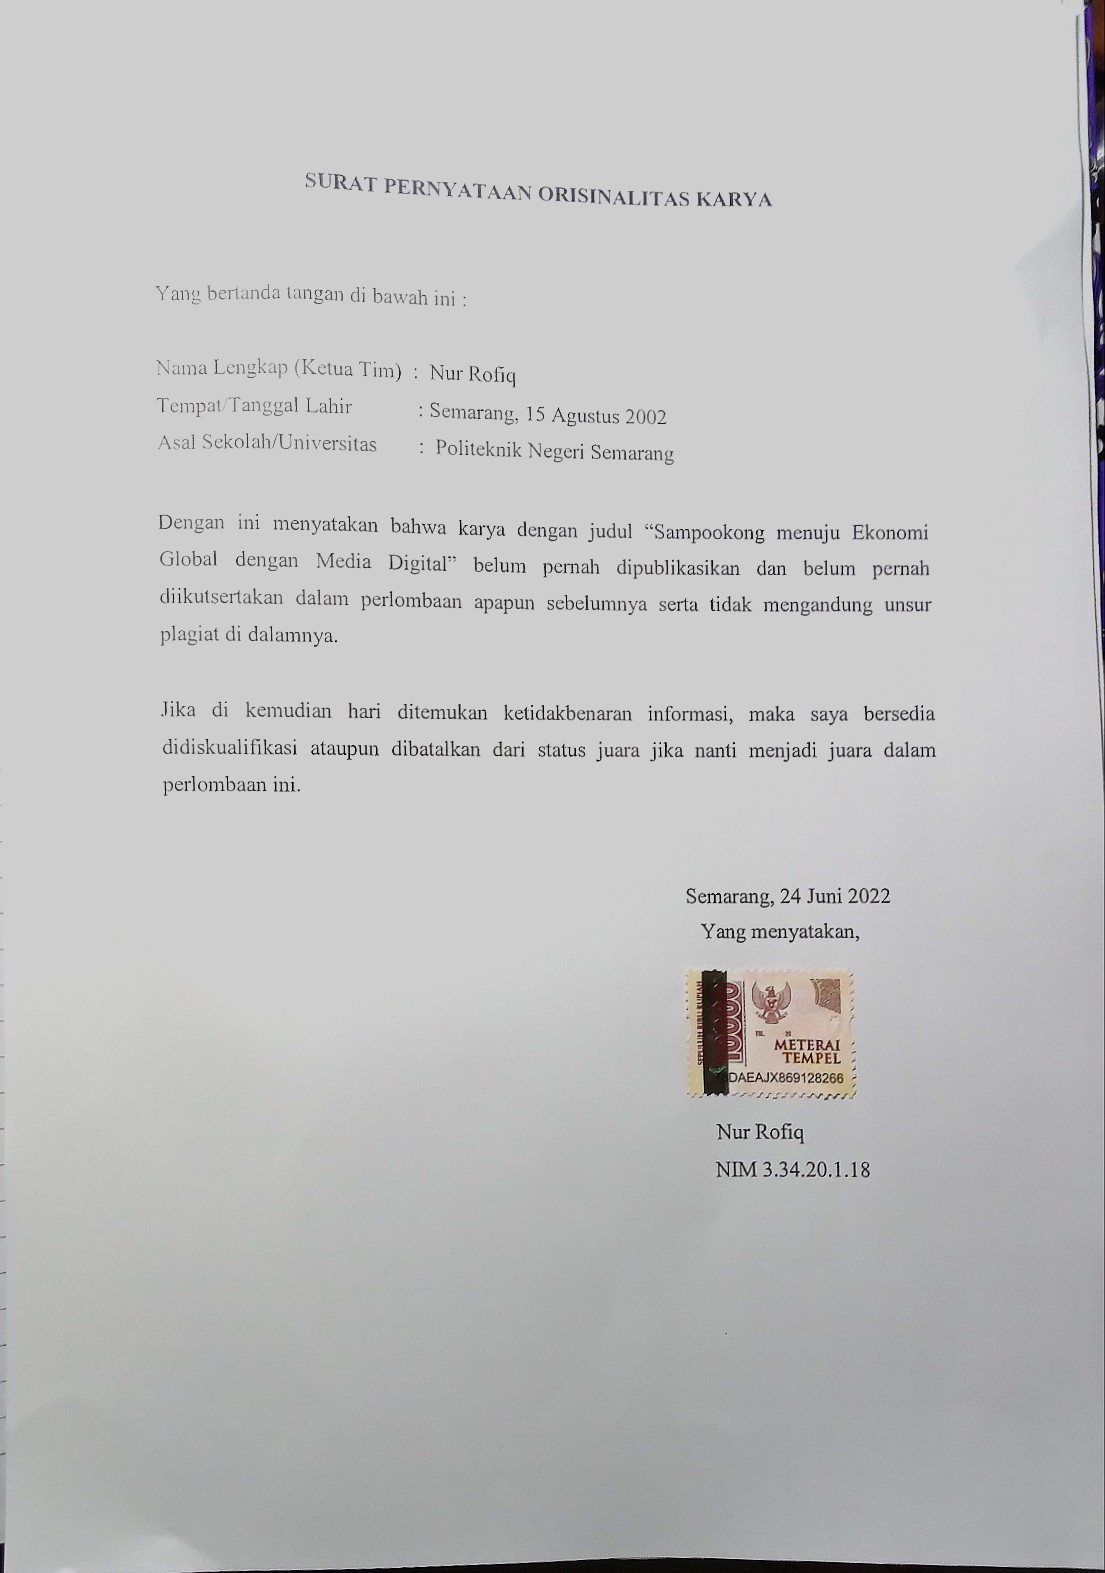 SURAT PERNYATAAN ORISINALITAS KARYA
Yang bertanda tangan di bawah ini :
Nama Lengkap (Ketua Tim) : Nur Rofiq
Tempat/Tanggal Lahir : Semarang, 15 Agustus 2002
Asal Sekolah/Universitas : Politeknik Negeri Semarang
Dengan ini menyatakan bahwa karya dengan judul “Sampookong menuju Ekonomi
Global dengan Media Digital” belum pernah dipublikasikan dan belum pernah
diikutsertakan dalam perlombaan apapun sebelumnya serta tidak mengandung unsur
plagiat di dalamnya.
Jika di kemudian hari ditemukan ketidakbenaran informasi, maka saya bersedia
didiskualifikasi ataupun dibatalkan dari status juara jika nanti menjadi juara dalam
perlombaan ini.
Semarang, 24 Juni 2022
Yang menyatakan,
SEPULUH RIBU RUPIAH
10000
TGL. 20
METERAI
TEMPEL
DAEAJX869128266
Nur Rofiq
NIM 3.34.20.1.18